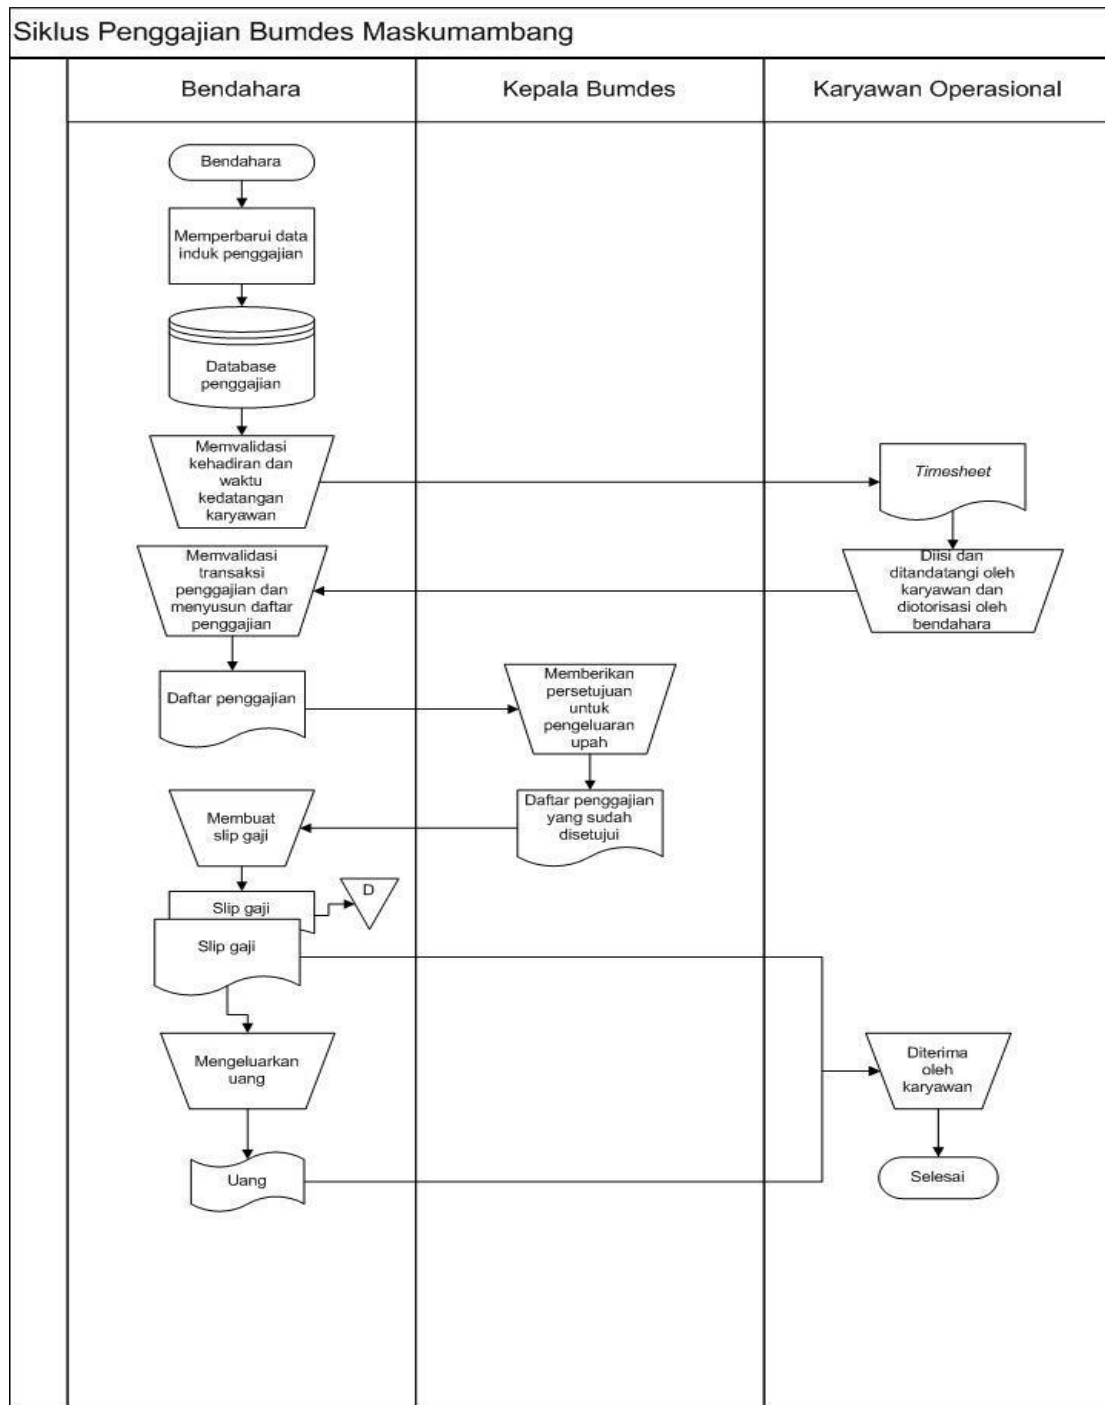 Siklus Penggajian Bumdes Maskumambang
Bendahara
Kepala Bumdes
Karyawan Operasional
Bendahara
Memperbarui data
induk penggajian
Database
penggajian
Memvalidasi
kehadiran dan
waktu
kedatangan
karyawan
Timesheet
Memvalidasi
transaksi
penggajian dan
menyusun daftar
penggajian
Diisi dan
ditandatangi oleh
karyawan dan
diotorisasi oleh
bendahara
Daftar penggajian
Memberikan
persetujuan
untuk
pengeluaran
upah
Membuat
slip gaji
Daftar penggajian
yang sudah
disetujui
Slip gaji
D
Slip gaji
Mengeluarkan
uang
Diterima
oleh
karyawan
Uang
Selesai